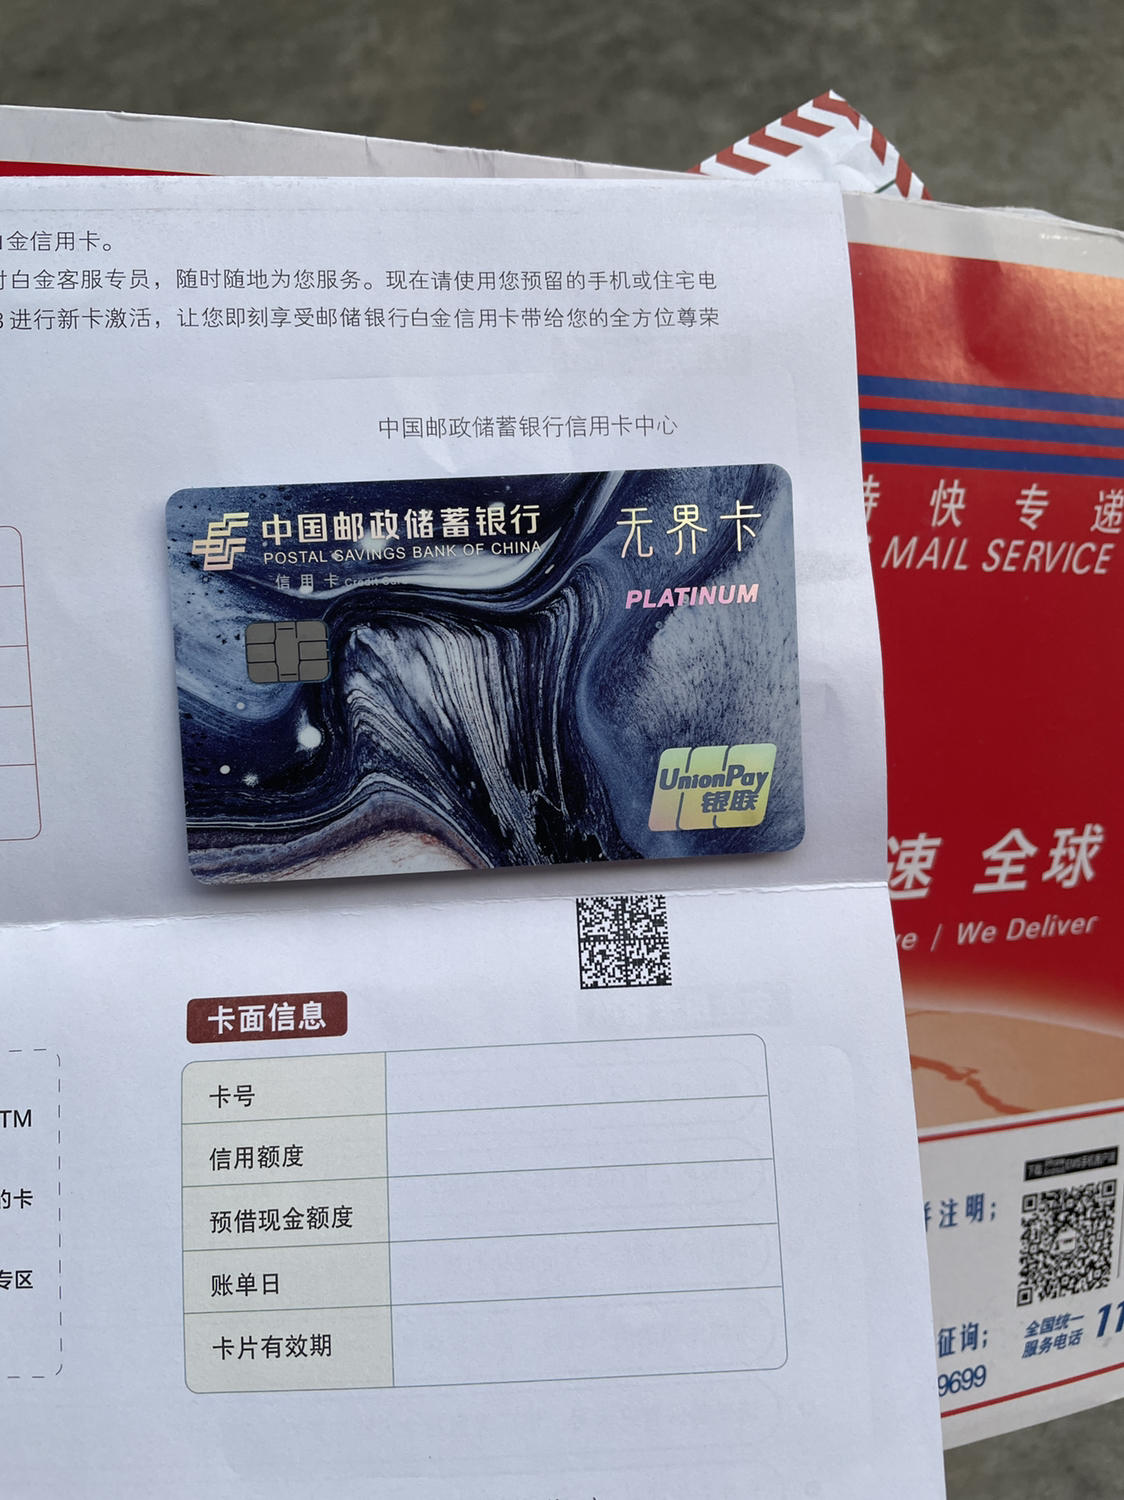 金信用卡。
白金客服专员，随时随地为您服务。现在请使用您预留的手机或住宅电
进行新卡激活，让您即刻享受邮储银行白金信用卡带给您的全方位尊荣
中国邮政储蓄银行信用卡中心
中国邮政储蓄银行
POSTAL SAVINGS BANK OF CHINA
信用卡 Credit Card
无界卡
PLATINUM
UnionPay
银联
卡面信息
卡号
信用额度
预借现金额度
账单日
卡片有效期
TM
的卡
专区
特快专递
MAIL SERVICE
速 全球
/ We Deliver
注明；
征询；
9699
全国统一
服务电话
11